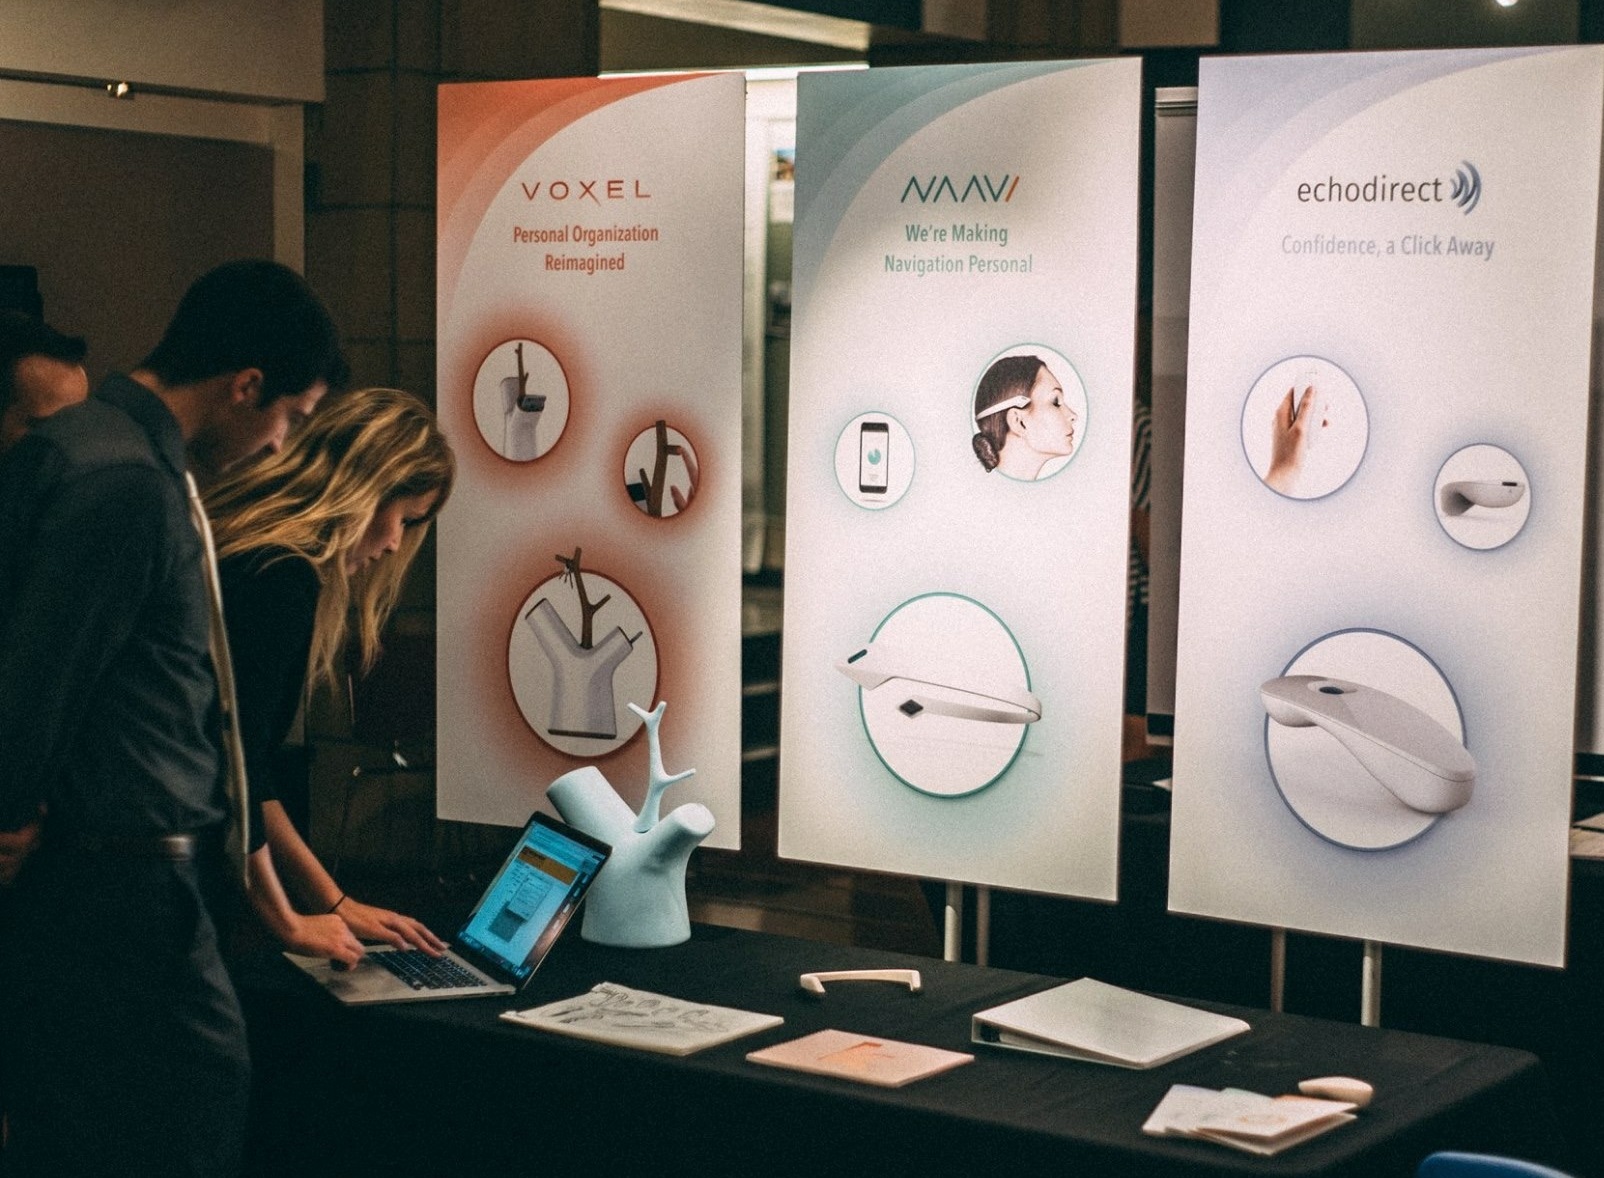 VOXEL
Personal Organization
Reimagined
NAAVI
We're Making
Navigation Personal
echodirect
Confidence, a Click Away